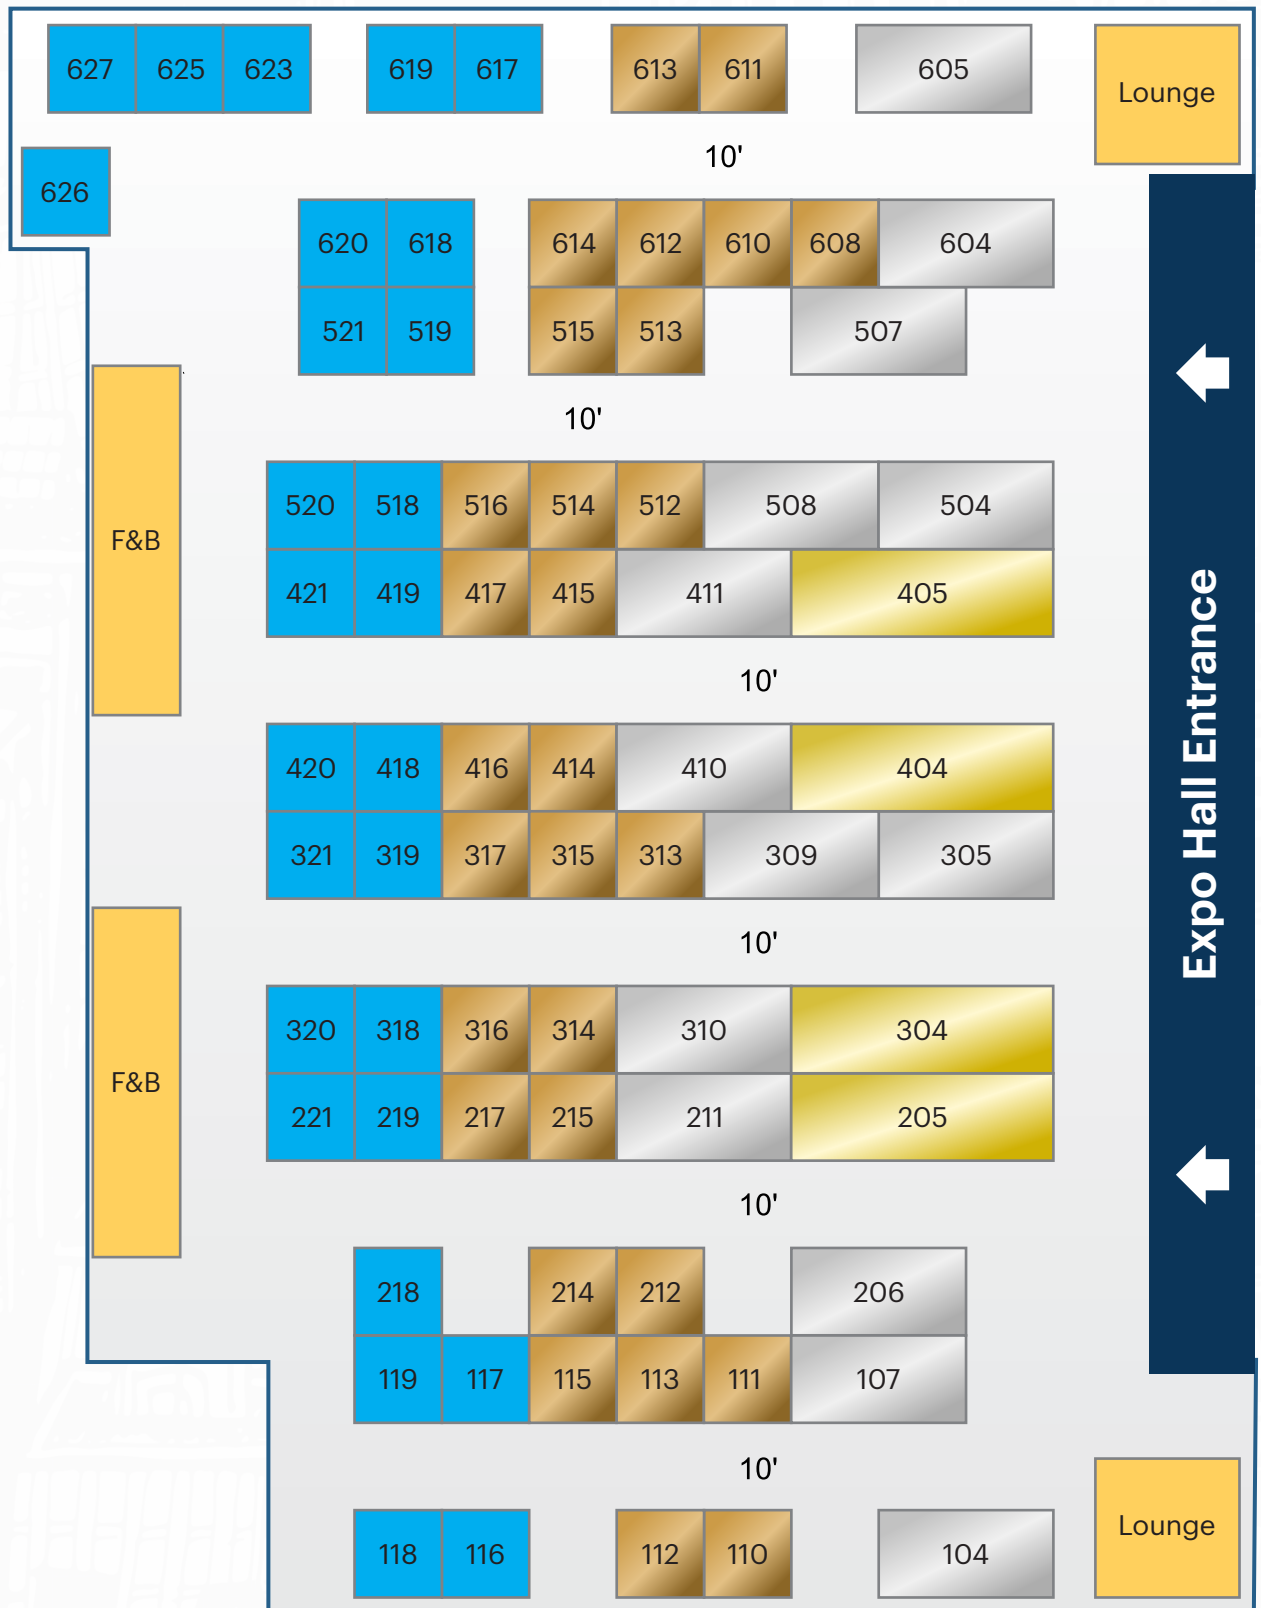 627 625 623 619 617 613 611 605 Lounge
10'
626
620 618 614 612 610 608 604
521 519 515 513 507
10'
520 518 516 514 512 508 504
F&B
421 419 417 415 411 405
10'
420 418 416 414 410 404
321 319 317 315 313 309 305
Expo Hall Entrance
10'
320 318 316 314 310 304
F&B
221 219 217 215 211 205
10'
218 214 212 206
119 117 115 113 111 107
10'
118 116 112 110 104 Lounge